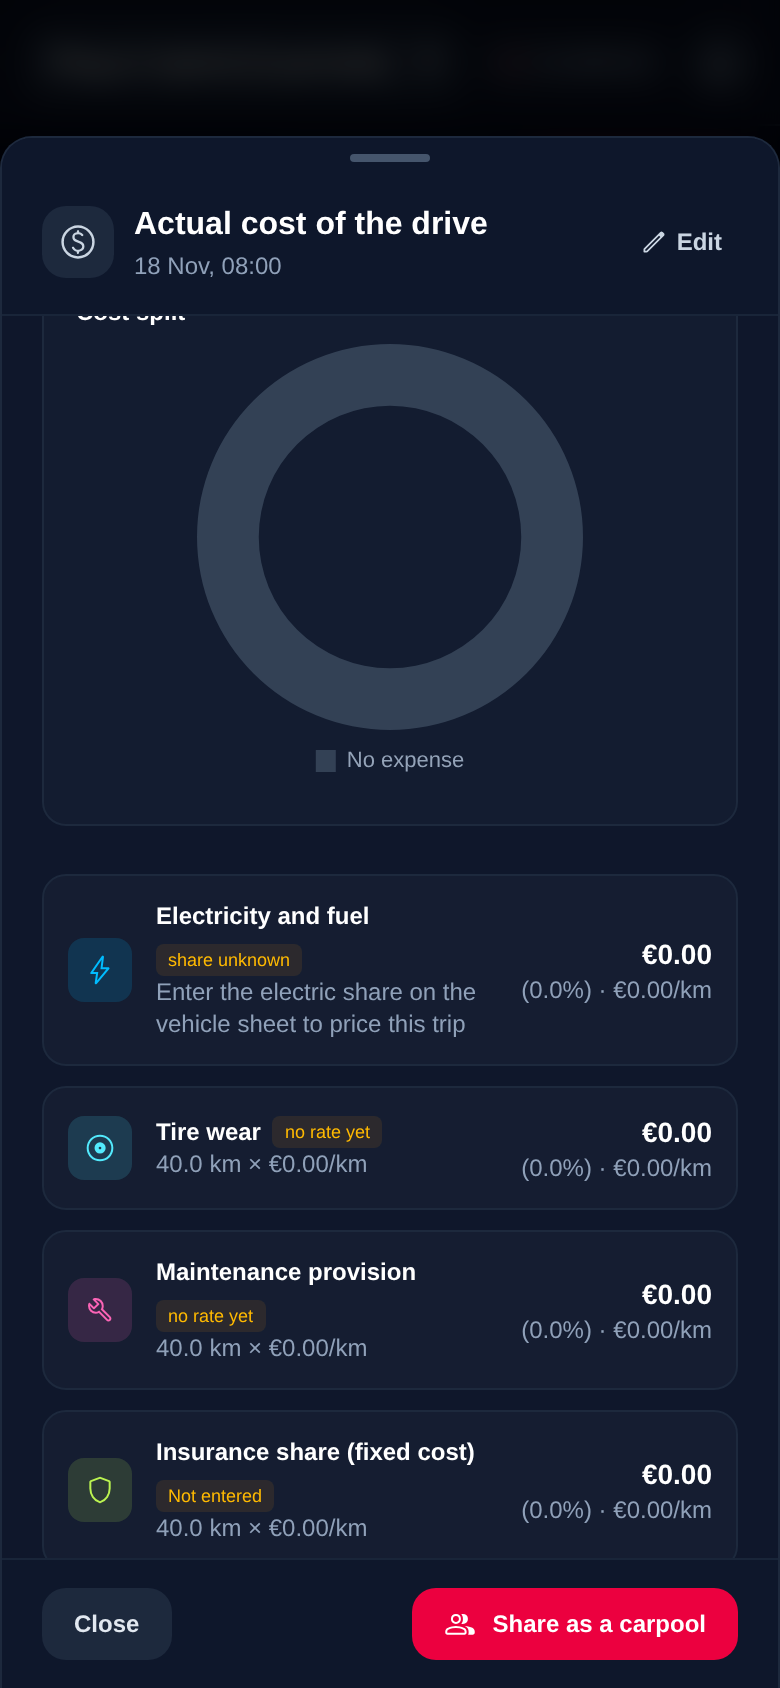 Actual cost of the drive
18 Nov, 08:00
Edit
Cost split
No expense
Electricity and fuel
share unknown
Enter the electric share on the
vehicle sheet to price this trip
€0.00
(0.0%) · €0.00/km
Tire wear no rate yet
40.0 km × €0.00/km
€0.00
(0.0%) · €0.00/km
Maintenance provision
no rate yet
40.0 km × €0.00/km
€0.00
(0.0%) · €0.00/km
Insurance share (fixed cost)
Not entered
40.0 km × €0.00/km
€0.00
(0.0%) · €0.00/km
Close
Share as a carpool